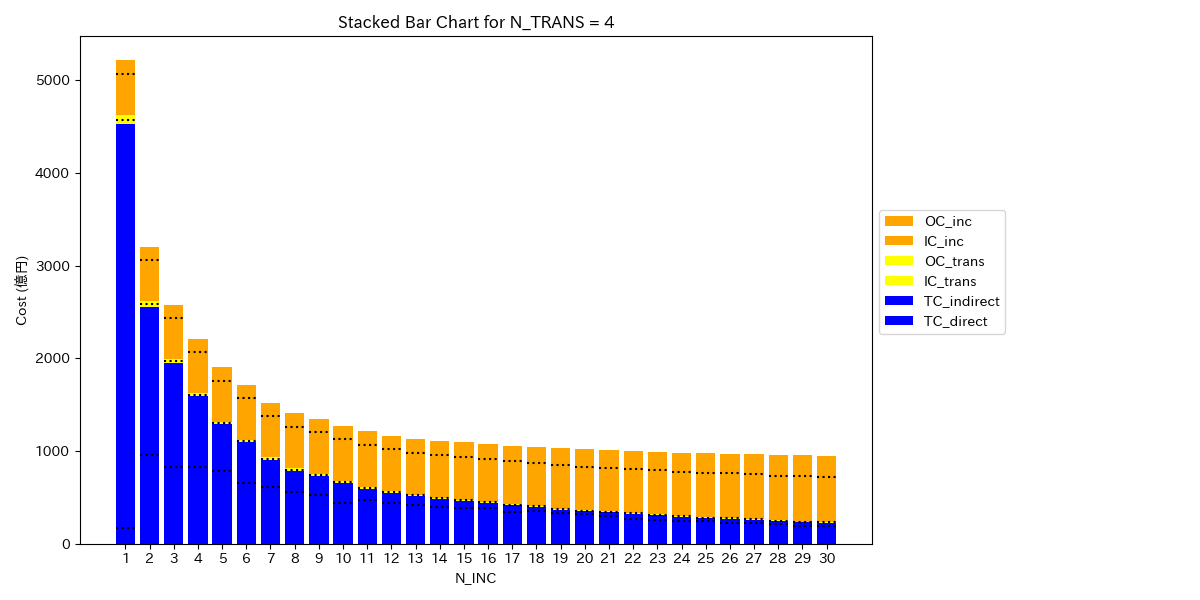 Stacked Bar Chart for N_TRANS = 4
Cost (億円)
5000
4000
3000
2000
1000
0
1 2 3 4 5 6 7 8 9 10 11 12 13 14 15 16 17 18 19 20 21 22 23 24 25 26 27 28 29 30
N_INC
OC_inc
IC_inc
OC_trans
IC_trans
TC_indirect
TC_direct